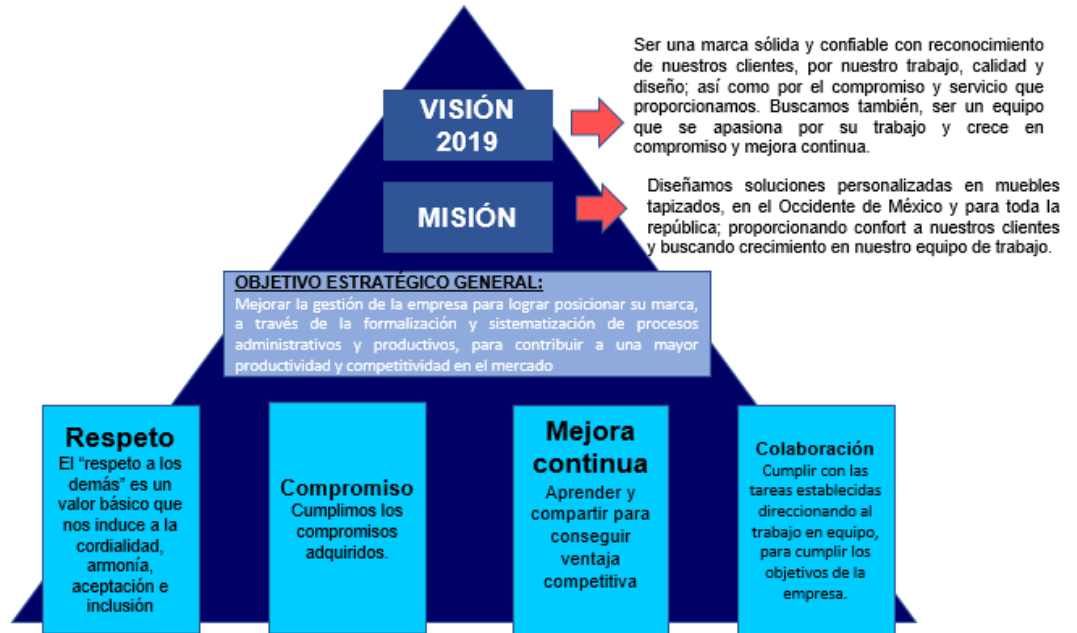 VISIÓN
2019
Ser una marca sólida y confiable con reconocimiento
de nuestros clientes, por nuestro trabajo, calidad y
diseño; así como por el compromiso y servicio que
proporcionamos. Buscamos también, ser un equipo
que se apasiona por su trabajo y crece en
compromiso y mejora continua.
MISIÓN
Diseñamos soluciones personalizadas en muebles
tapizados, en el Occidente de México y para toda la
república; proporcionando confort a nuestros clientes
y buscando crecimiento en nuestro equipo de trabajo.
OBJETIVO ESTRATÉGICO GENERAL:
Mejorar la gestión de la empresa para lograr posicionar su marca,
a través de la formalización y sistematización de procesos
administrativos y productivos, para contribuir a una mayor
productividad y competitividad en el mercado
Respeto
El “respeto a los
demás” es un
valor básico que
nos induce a la
cordialidad,
armonía,
aceptación e
inclusión
Compromiso
Cumplimos los
compromisos
adquiridos.
Mejora
continua
Aprender y
compartir para
conseguir
ventaja
competitiva
Colaboración
Cumplir con las
tareas establecidas
direccionando al
trabajo en equipo,
para cumplir los
objetivos de la
empresa.